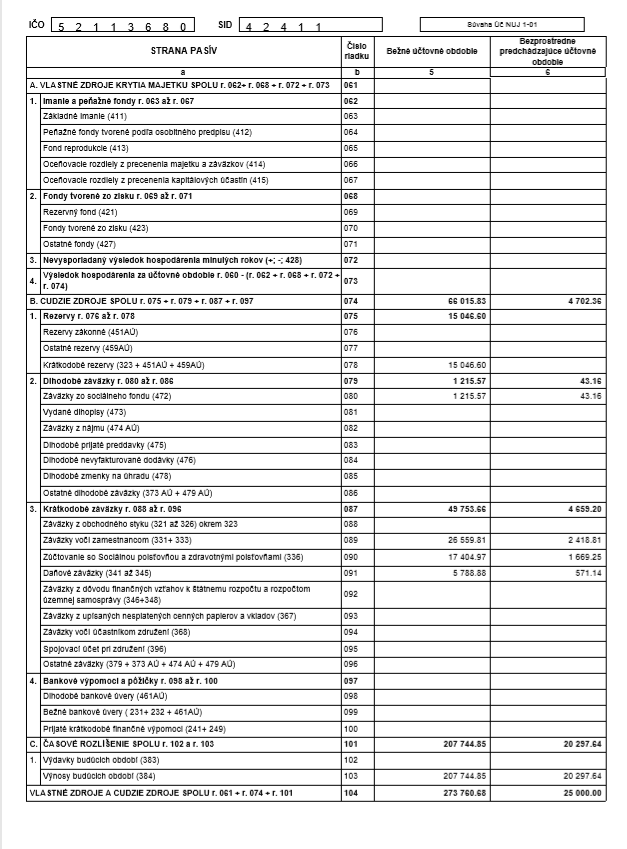 IČO 5 2 1 1 3 6 8 0 SID 4 2 4 1 1 Súvaha Úč NUJ 1-01
STRANA PASÍV Číslo riadku Bežné účtovné obdobie Bezprostredne predchádzajúce účtovné obdobie
a b 5 6
A. VLASTNÉ ZDROJE KRYTIA MAJETKU SPOLU r. 062+ r. 068 + r. 072 + r. 073 061
1. Imanie a peňažné fondy r. 063 až r. 067 062
Základné imanie (411) 063
Peňažné fondy tvorené podľa osobitného predpisu (412) 064
Fond reprodukcie (413) 065
Oceňovacie rozdiely z precenenia majetku a záväzkov (414) 066
Oceňovacie rozdiely z precenenia kapitálových účastín (415) 067
2. Fondy tvorené zo zisku r. 069 až r. 071 068
Rezervný fond (421) 069
Fondy tvorené zo zisku (423) 070
Ostatné fondy (427) 071
3. Nevysporiadaný výsledok hospodárenia minulých rokov (+; -; 428) 072
4. Výsledok hospodárenia za účtovné obdobie r. 060 - (r. 062 + r. 068 + r. 072 +
r. 074) 073
B. CUDZIE ZDROJE SPOLU r. 075 + r. 079 + r. 087 + r. 097 074 66 015.83 4 702.36
1. Rezervy r. 076 až r. 078 075 15 046.60
Rezervy zákonné (451AÚ) 076
Ostatné rezervy (459AÚ) 077
Krátkodobé rezervy (323 + 451AÚ + 459AÚ) 078 15 046.60
2. Dlhodobé záväzky r. 080 až r. 086 079 1 215.57 43.16
Záväzky zo sociálneho fondu (472) 080 1 215.57 43.16
Vydané dlhopisy (473) 081
Záväzky z nájmu (474 AÚ) 082
Dlhodobé prijaté preddavky (475) 083
Dlhodobé nevyfakturované dodávky (476) 084
Dlhodobé zmenky na úhradu (478) 085
Ostatné dlhodobé záväzky (373 AÚ + 479 AÚ) 086
3. Krátkodobé záväzky r. 088 až r. 096 087 49 753.66 4 659.20
Záväzky z obchodného styku (321 až 326) okrem 323 088
Záväzky voči zamestnancom (331+ 333) 089 26 559.81 2 418.81
Zúčtovanie so Sociálnou poisťovňou a zdravotnými poisťovňami (336) 090 17 404.97 1 669.25
Daňové záväzky (341 až 345) 091 5 788.88 571.14
Záväzky z dôvodu finančných vzťahov k štátnemu rozpočtu a rozpočtom
územnej samosprávy (346+348) 092
Záväzky z upísaných nesplatených cenných papierov a vkladov (367) 093
Záväzky voči účastníkom združení (368) 094
Spojovací účet pri združení (396) 095
Ostatné záväzky (379 + 373 AÚ + 474 AÚ + 479 AÚ) 096
4. Bankové výpomoci a pôžičky r. 098 až r. 100 097
Dlhodobé bankové úvery (461AÚ) 098
Bežné bankové úvery ( 231+ 232 + 461AÚ) 099
Prijaté krátkodobé finančné výpomoci (241+ 249) 100
C. ČASOVÉ ROZLÍŠENIE SPOLU r. 102 a r. 103 101 207 744.85 20 297.64
1. Výdavky budúcich období (383) 102
Výnosy budúcich období (384) 103 207 744.85 20 297.64
VLASTNÉ ZDROJE A CUDZIE ZDROJE SPOLU r. 061 + r. 074 + r. 101 104 273 760.68 25 000.00